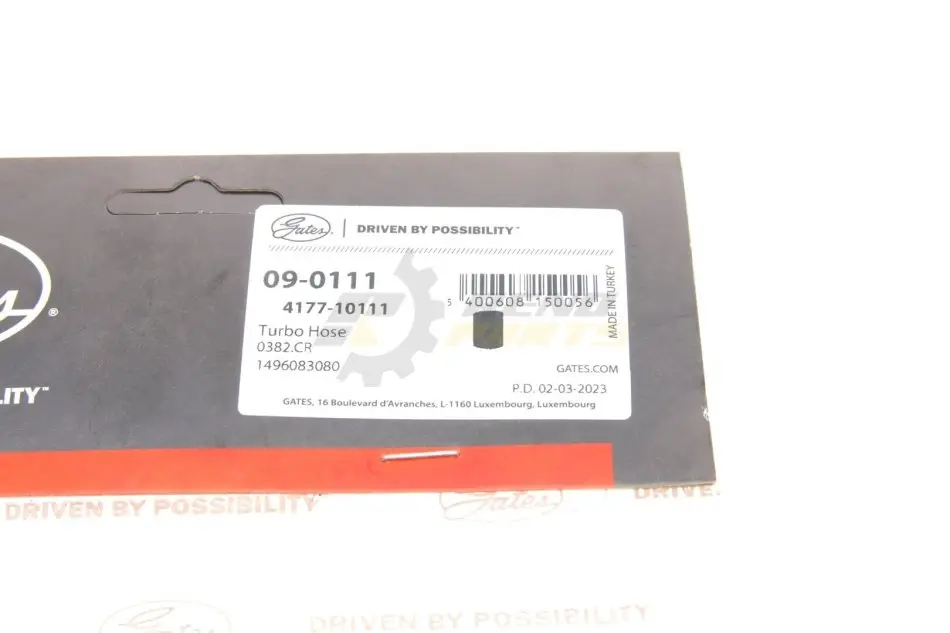 Gates. | DRIVEN BY POSSIBILITY™
09-0111
4177-10111
Turbo Hose
0382.CR
1496083080
5 400608 150056
MADE IN TURKEY
GATES.COM
P.D. 02-03-2023
GATES, 16 Boulevard d'Avranches, L-1160 Luxembourg, Luxembourg
®
ILITY™
DRIVEN BY POSSIBILITY
Gates
DRIVE
DRIVEN BY POSSIBILITY